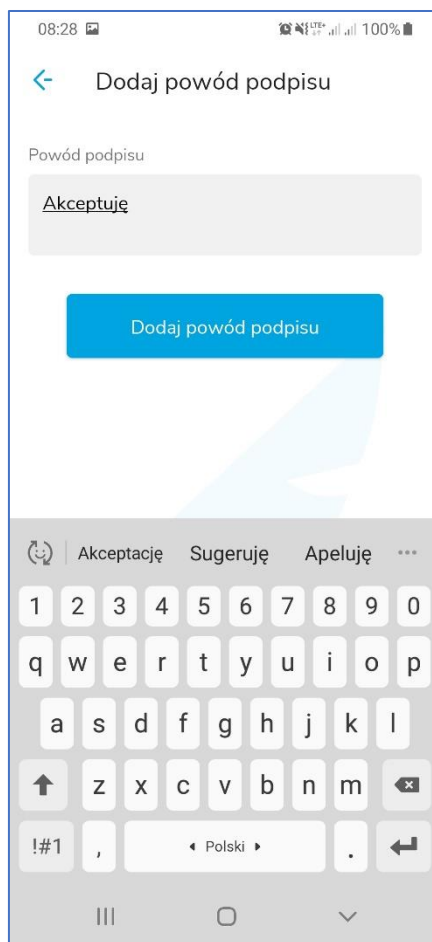 08:28 LTE+ 100%
Dodaj powód podpisu
Powód podpisu
Akceptuję
Dodaj powód podpisu
Akceptację Sugeruję Apeluję
1 2 3 4 5 6 7 8 9 0
q w e r t y u i o p
a s d f g h j k l
z x c v b n m
!#1 , Polski .